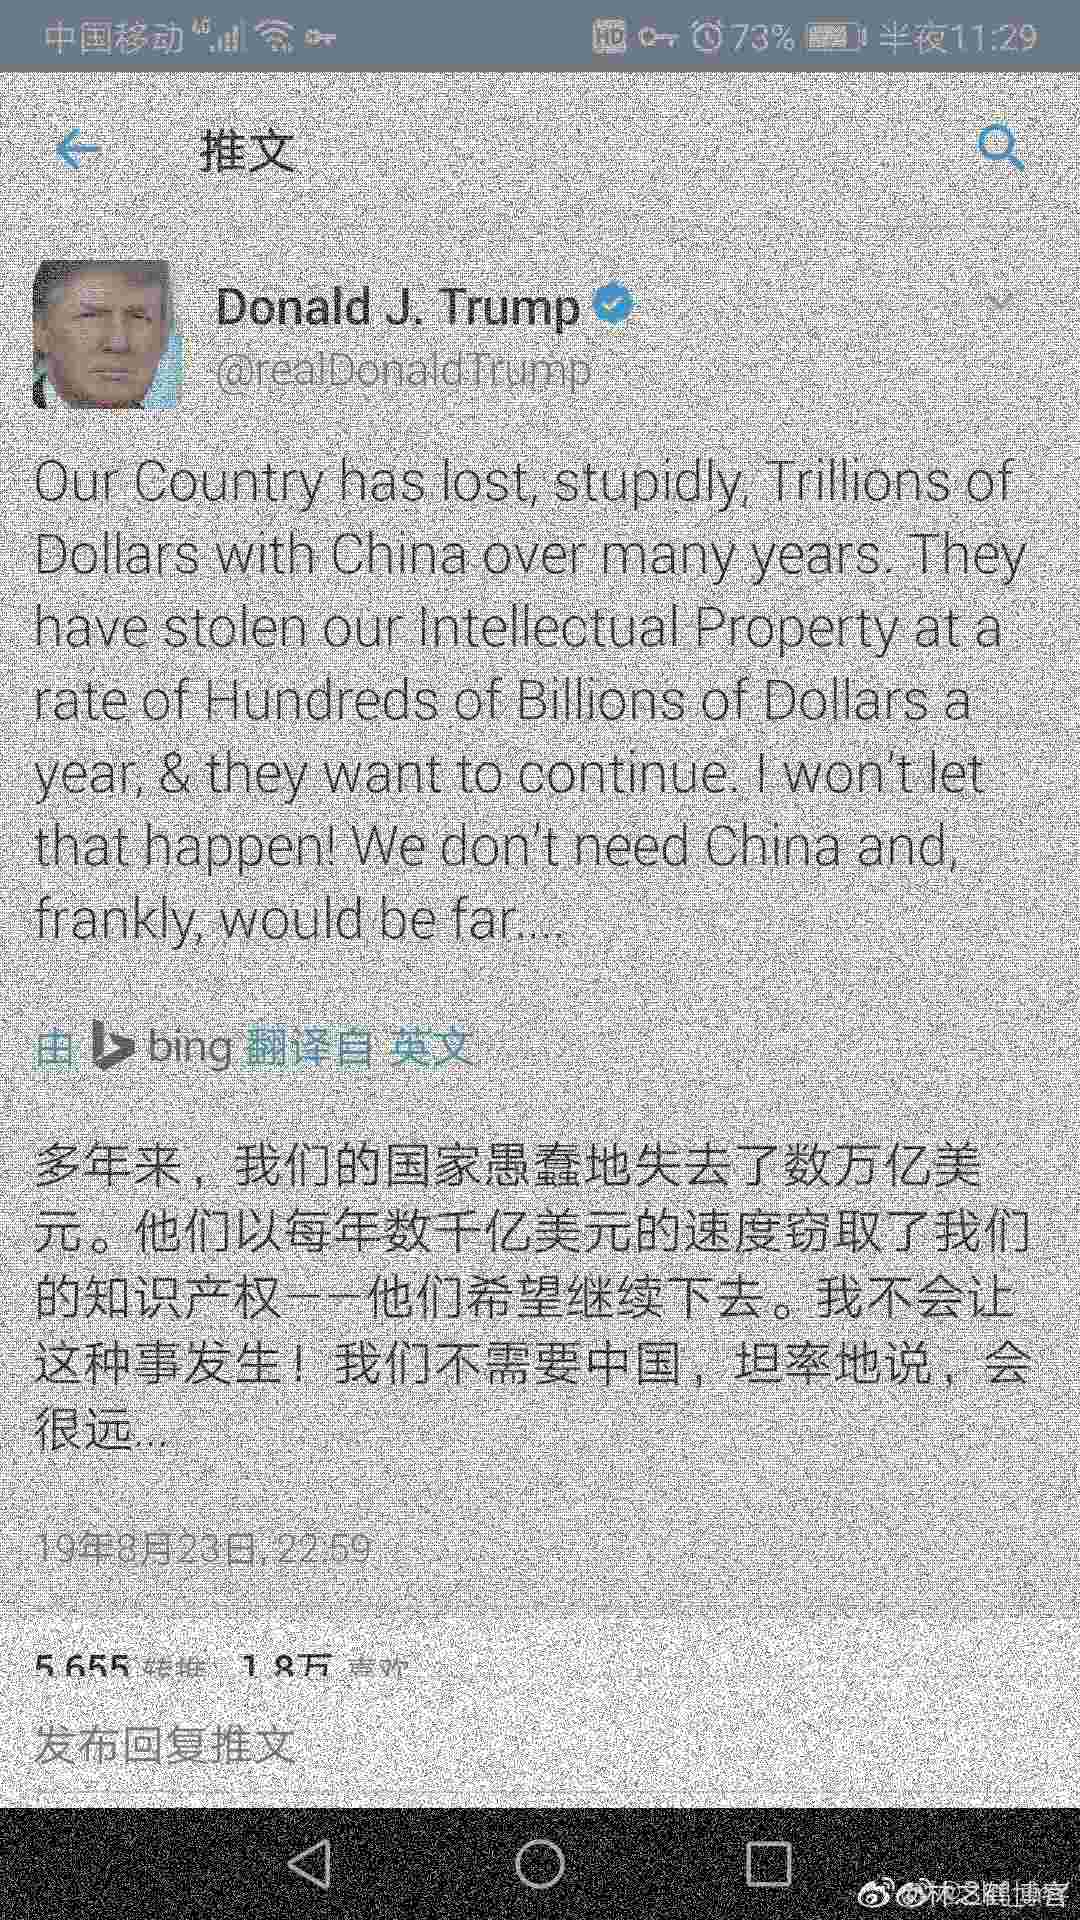 中国移动 4G HD 73% 半夜11:29
推文
Donald J. Trump
@realDonaldTrump
Our Country has lost, stupidly, Trillions of
Dollars with China over many years. They
have stolen our Intellectual Property at a
rate of Hundreds of Billions of Dollars a
year, & they want to continue. I won't let
that happen! We don't need China and,
frankly, would be far....
由 bing 翻译自 英文
多年来，我们的国家愚蠢地失去了数万亿美
元。他们以每年数千亿美元的速度窃取了我们
的知识产权——他们希望继续下去。我不会让
这种事发生！我们不需要中国，坦率地说，会
很远...
19年8月23日, 22:59
5,655 转推 1.8万 喜欢
发布回复推文